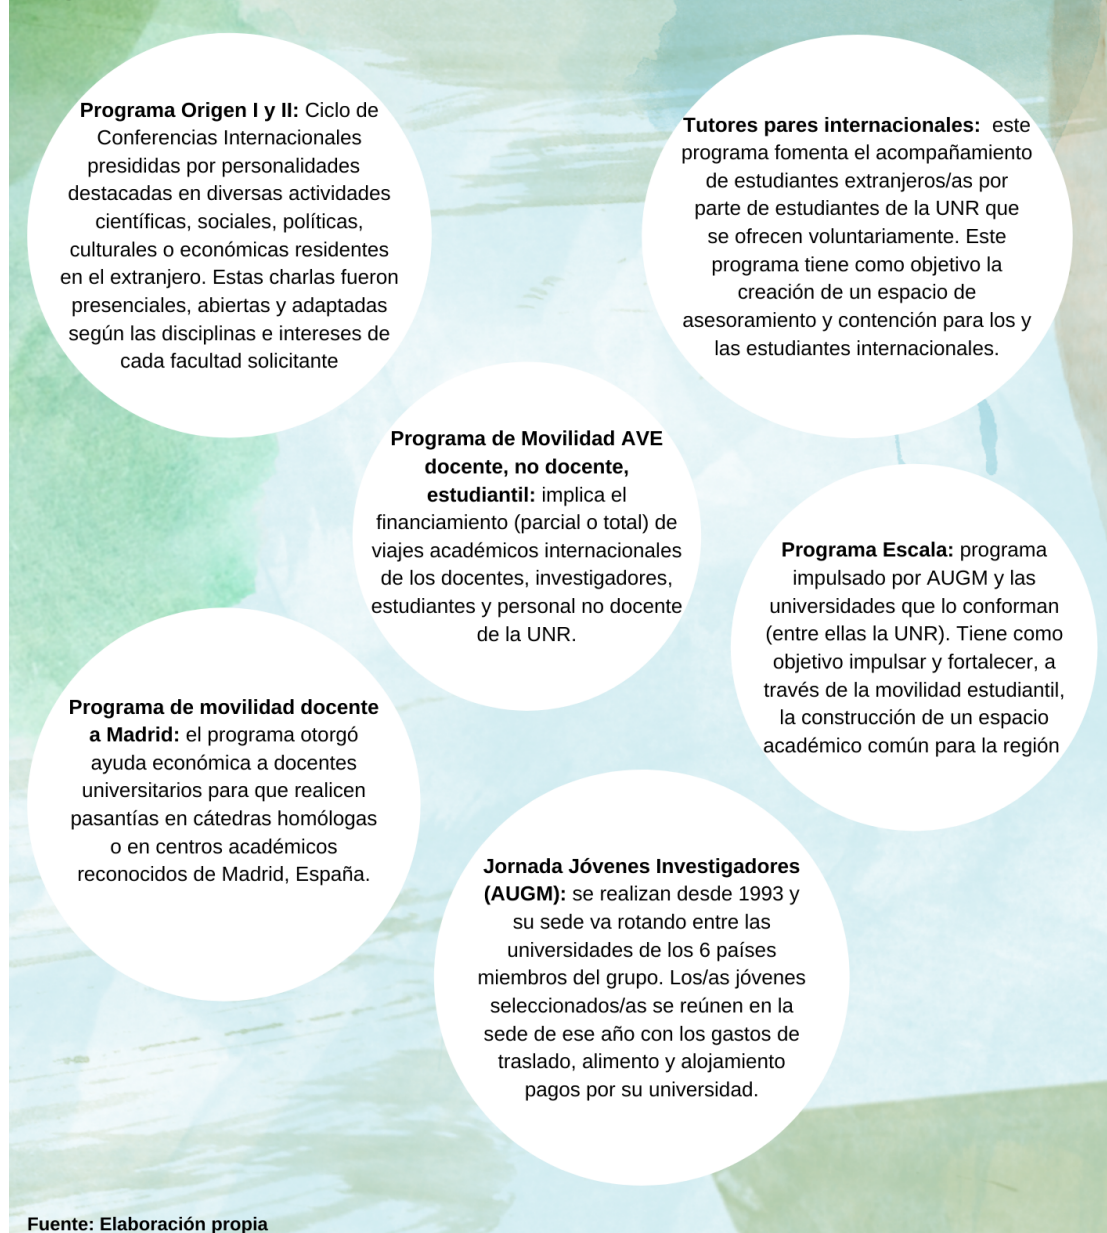 Programa Origen I y II: Ciclo de
Conferencias Internacionales
presididas por personalidades
destacadas en diversas actividades
científicas, sociales, políticas,
culturales o económicas residentes
en el extranjero. Estas charlas fueron
presenciales, abiertas y adaptadas
según las disciplinas e intereses de
cada facultad solicitante
Tutores pares internacionales: este
programa fomenta el acompañamiento
de estudiantes extranjeros/as por
parte de estudiantes de la UNR que
se ofrecen voluntariamente. Este
programa tiene como objetivo la
creación de un espacio de
asesoramiento y contención para los y
las estudiantes internacionales.
Programa de Movilidad AVE
docente, no docente,
estudiantil: implica el
financiamiento (parcial o total) de
viajes académicos internacionales
de los docentes, investigadores,
estudiantes y personal no docente
de la UNR.
Programa Escala: programa
impulsado por AUGM y las
universidades que lo conforman
(entre ellas la UNR). Tiene como
objetivo impulsar y fortalecer, a
través de la movilidad estudiantil,
la construcción de un espacio
académico común para la región
Programa de movilidad docente
a Madrid: el programa otorgó
ayuda económica a docentes
universitarios para que realicen
pasantías en cátedras homólogas
o en centros académicos
reconocidos de Madrid, España.
Jornada Jóvenes Investigadores
(AUGM): se realizan desde 1993 y
su sede va rotando entre las
universidades de los 6 países
miembros del grupo. Los/as jóvenes
seleccionados/as se reúnen en la
sede de ese año con los gastos de
traslado, alimento y alojamiento
pagos por su universidad.
Fuente: Elaboración propia